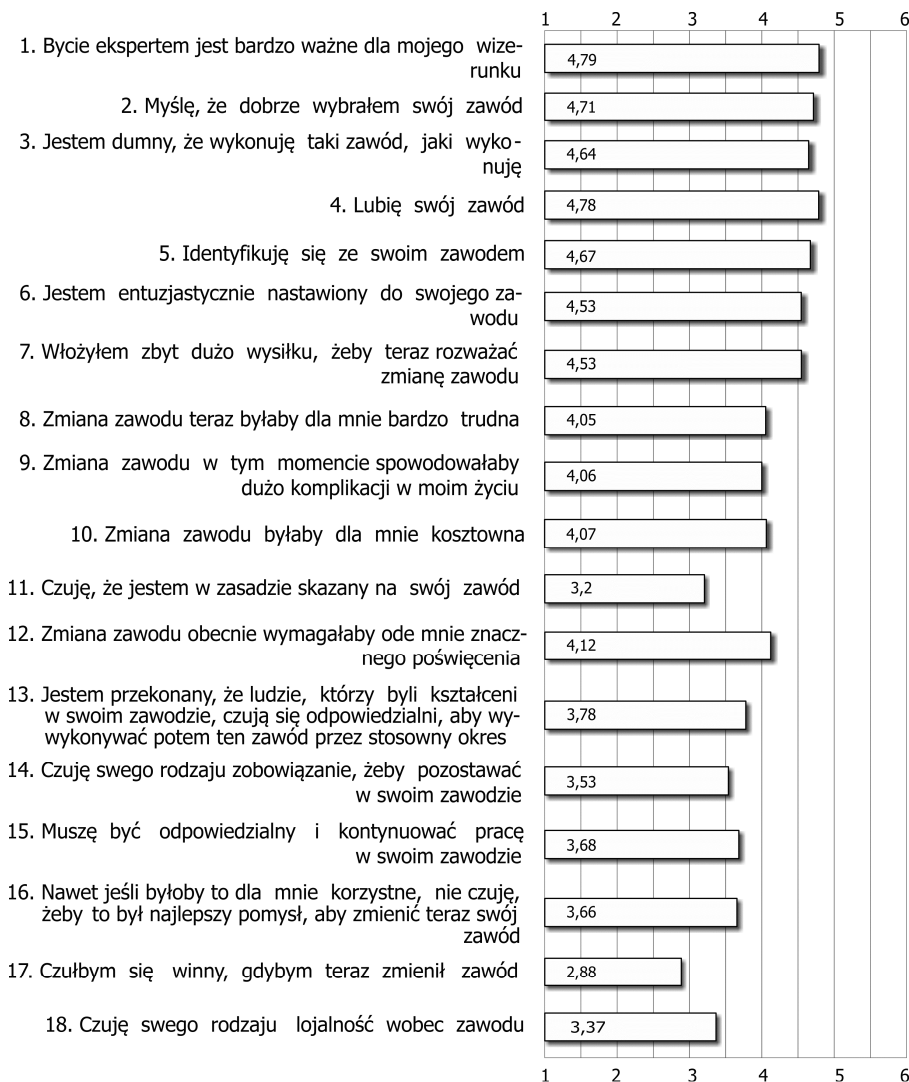 1 2 3 4 5 6
1. Bycie ekspertem jest bardzo ważne dla mojego wize-
runku
4,79
2. Myślę, że dobrze wybrałem swój zawód
4,71
3. Jestem dumny, że wykonuję taki zawód, jaki wyko-
nuję
4,64
4. Lubię swój zawód
4,78
5. Identyfikuję się ze swoim zawodem
4,67
6. Jestem entuzjastycznie nastawiony do swojego za-
wodu
4,53
7. Włożyłem zbyt dużo wysiłku, żeby teraz rozważać
zmianę zawodu
4,53
8. Zmiana zawodu teraz byłaby dla mnie bardzo trudna
4,05
9. Zmiana zawodu w tym momencie spowodowałaby
dużo komplikacji w moim życiu
4,06
10. Zmiana zawodu byłaby dla mnie kosztowna
4,07
11. Czuję, że jestem w zasadzie skazany na swój zawód
3,2
12. Zmiana zawodu obecnie wymagałaby ode mnie znacz-
nego poświęcenia
4,12
13. Jestem przekonany, że ludzie, którzy byli kształceni
w swoim zawodzie, czują się odpowiedzialni, aby wy-
wykonywać potem ten zawód przez stosowny okres
3,78
14. Czuję swego rodzaju zobowiązanie, żeby pozostawać
w swoim zawodzie
3,53
15. Muszę być odpowiedzialny i kontynuować pracę
w swoim zawodzie
3,68
16. Nawet jeśli byłoby to dla mnie korzystne, nie czuję,
żeby to był najlepszy pomysł, aby zmienić teraz swój
zawód
3,66
17. Czułbym się winny, gdybym teraz zmienił zawód
2,88
18. Czuję swego rodzaju lojalność wobec zawodu
3,37
1 2 3 4 5 6